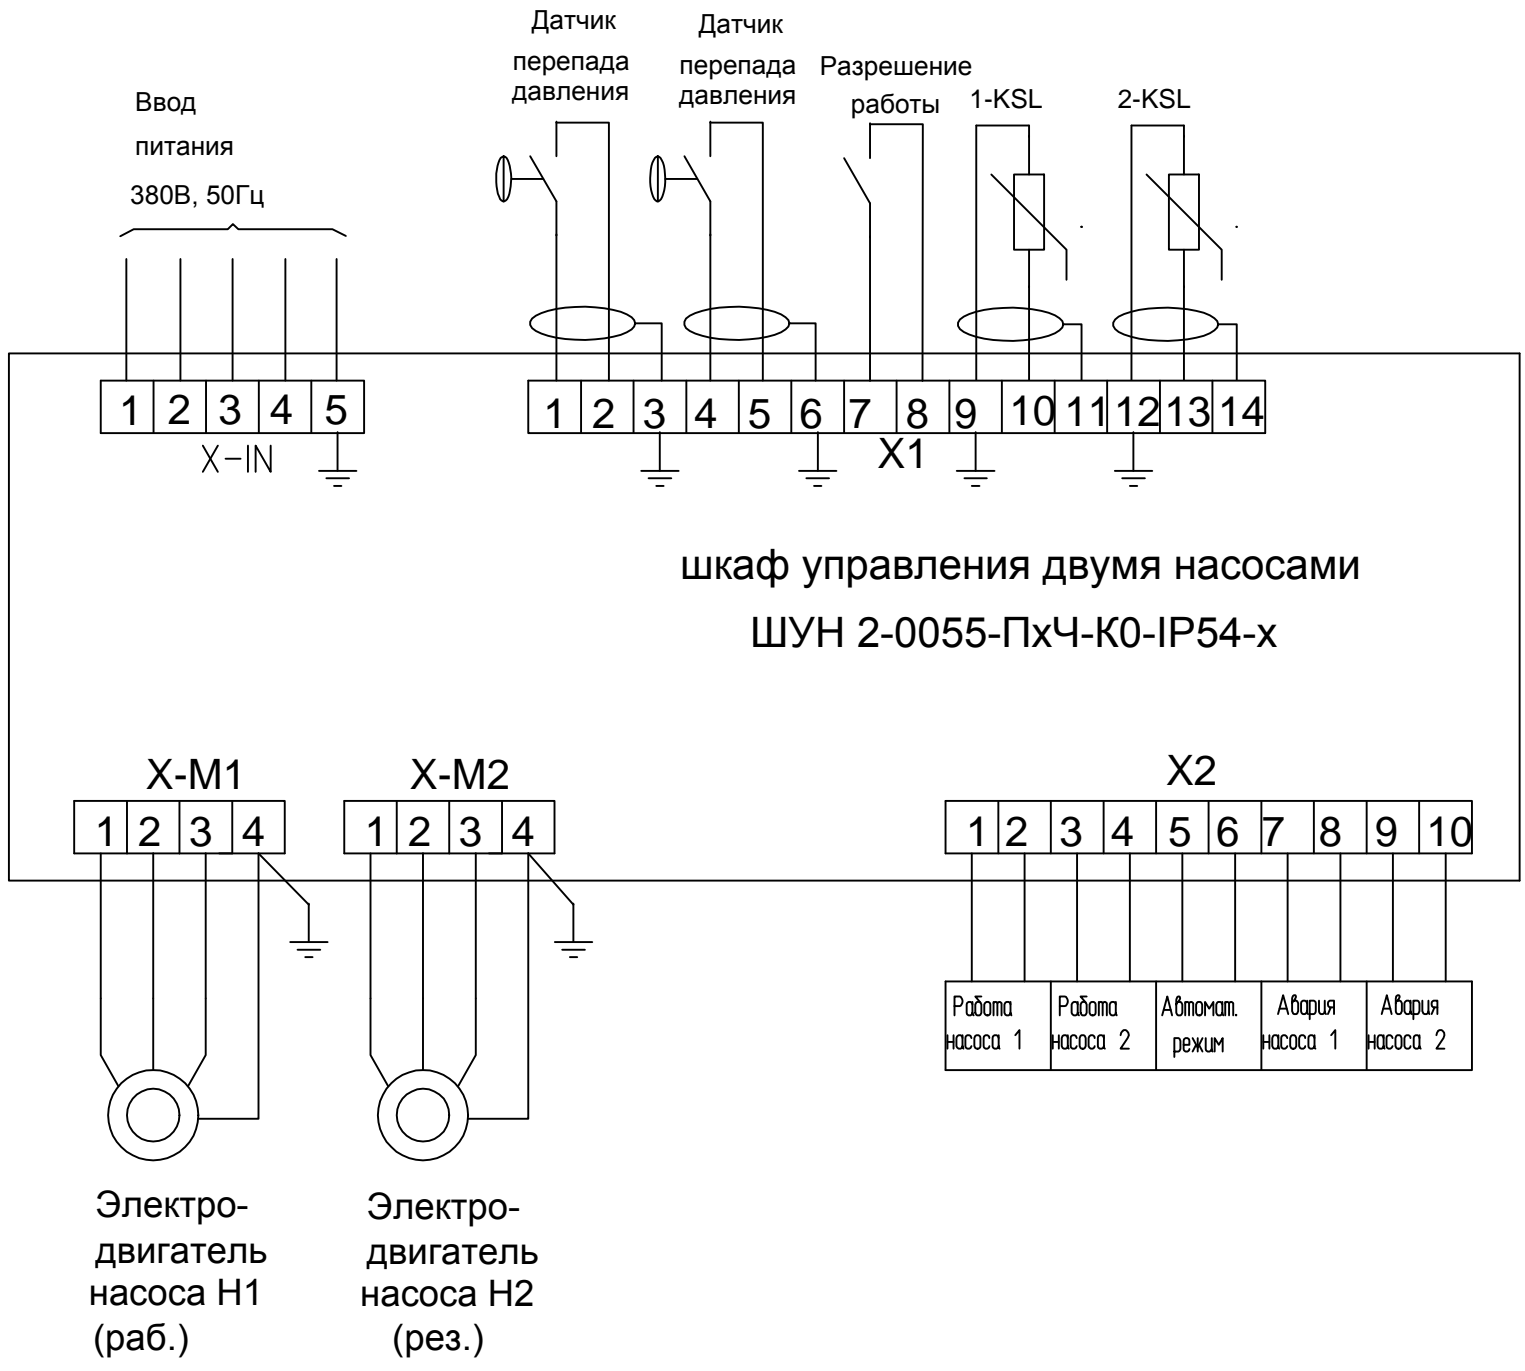 Датчик
перепада
давления
Датчик
перепада
давления
Разрешение
работы
1-KSL
2-KSL
Ввод
питания
380В, 50Гц
1 2 3 4 5
X-IN
1 2 3 4 5 6 7 8 9 10 11 12 13 14
X1
шкаф управления двумя насосами
ШУН 2-0055-ПхЧ-К0-IP54-х
X-M1
1 2 3 4
X-M2
1 2 3 4
X2
1 2 3 4 5 6 7 8 9 10
Работа
насоса 1
Работа
насоса 2
Автомат.
режим
Авария
насоса 1
Авария
насоса 2
Электро-
двигатель
насоса Н1
(раб.)
Электро-
двигатель
насоса Н2
(рез.)